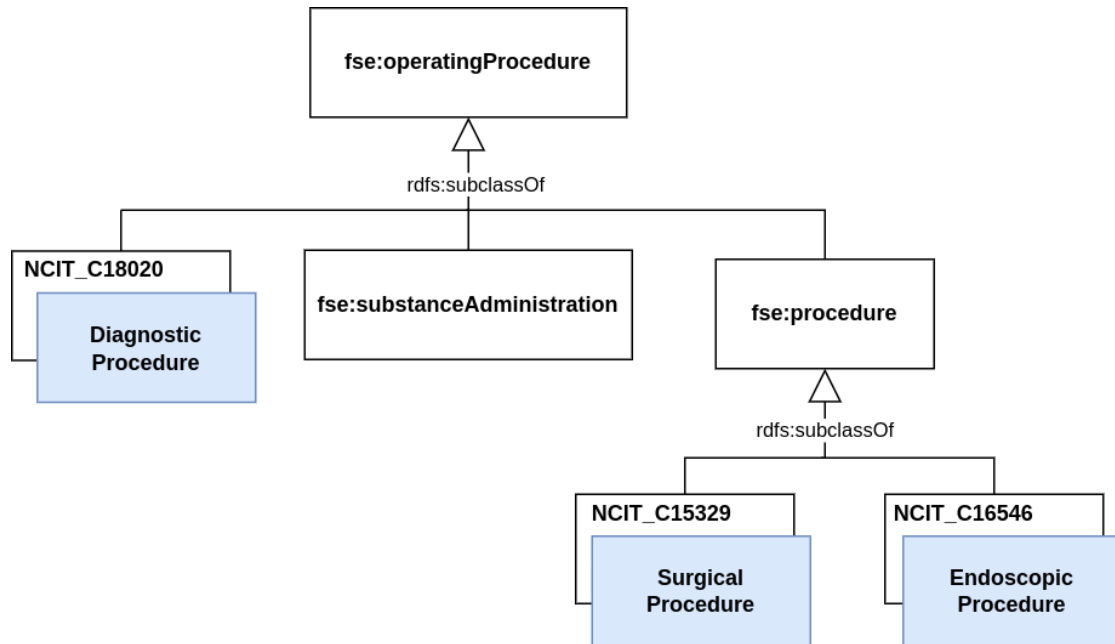 fse:operatingProcedure
rdfs:subclassOf
NCIT_C18020
Diagnostic
Procedure
fse:substanceAdministration
fse:procedure
rdfs:subclassOf
NCIT_C15329
Surgical
Procedure
NCIT_C16546
Endoscopic
Procedure